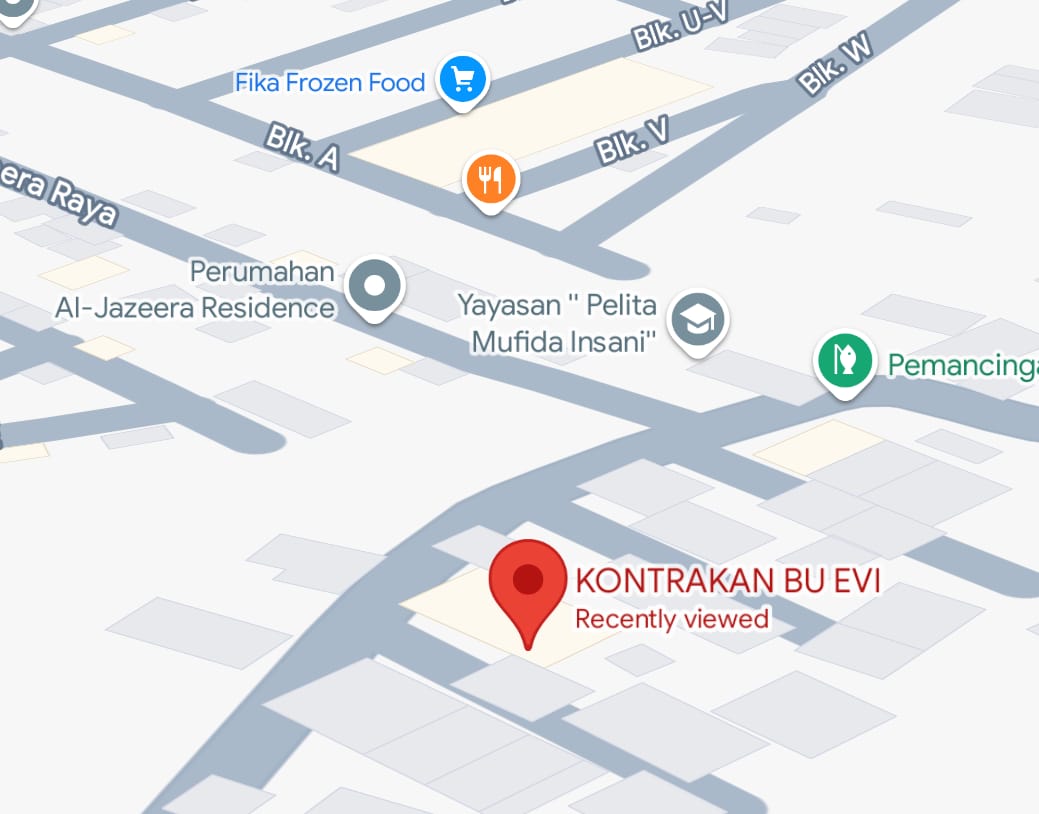 Blk. U-V
Blk. W
Fika Frozen Food
Blk. A
Blk. V
era Raya
Perumahan
Al-Jazeera Residence
Yayasan " Pelita
Mufida Insani"
Pemancinga
KONTRAKAN BU EVI
Recently viewed